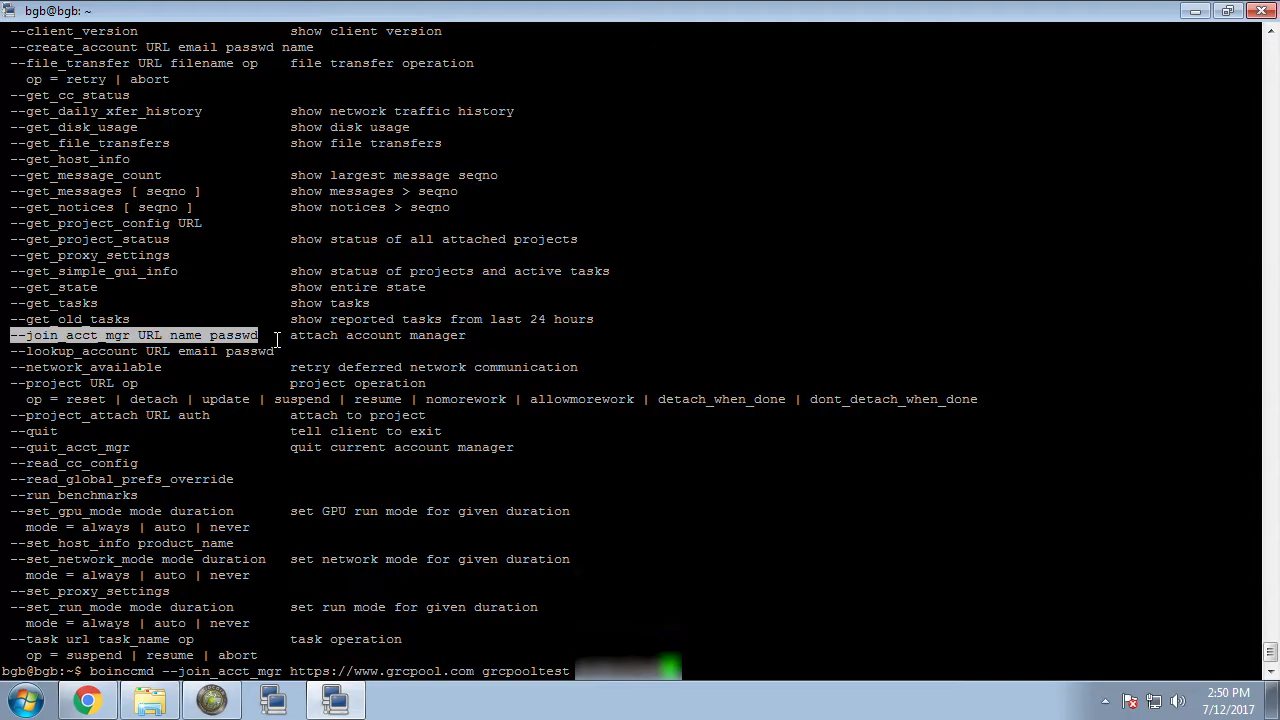 bgb@bgb: ~
--client_version show client version
--create_account URL email passwd name
--file_transfer URL filename op file transfer operation
op = retry | abort
--get_cc_status
--get_daily_xfer_history show network traffic history
--get_disk_usage show disk usage
--get_file_transfers show file transfers
--get_host_info
--get_message_count show largest message seqno
--get_messages [ seqno ] show messages > seqno
--get_notices [ seqno ] show notices > seqno
--get_project_config URL
--get_project_status show status of all attached projects
--get_proxy_settings
--get_simple_gui_info show status of projects and active tasks
--get_state show entire state
--get_tasks show tasks
--get_old_tasks show reported tasks from last 24 hours
--join_acct_mgr URL name passwd attach account manager
--lookup_account URL email passwd
--network_available retry deferred network communication
--project URL op project operation
op = reset | detach | update | suspend | resume | nomorework | allowmorework | detach_when_done | dont_detach_when_done
--project_attach URL auth attach to project
--quit tell client to exit
--quit_acct_mgr quit current account manager
--read_cc_config
--read_global_prefs_override
--run_benchmarks
--set_gpu_mode mode duration set GPU run mode for given duration
mode = always | auto | never
--set_host_info product_name
--set_network_mode mode duration set network mode for given duration
mode = always | auto | never
--set_proxy_settings
--set_run_mode mode duration set run mode for given duration
mode = always | auto | never
--task url task_name op task operation
op = suspend | resume | abort
bgb@bgb:~$ boinccmd --join_acct_mgr https://www.grcpool.com grcpooltest
2:50 PM
7/12/2017